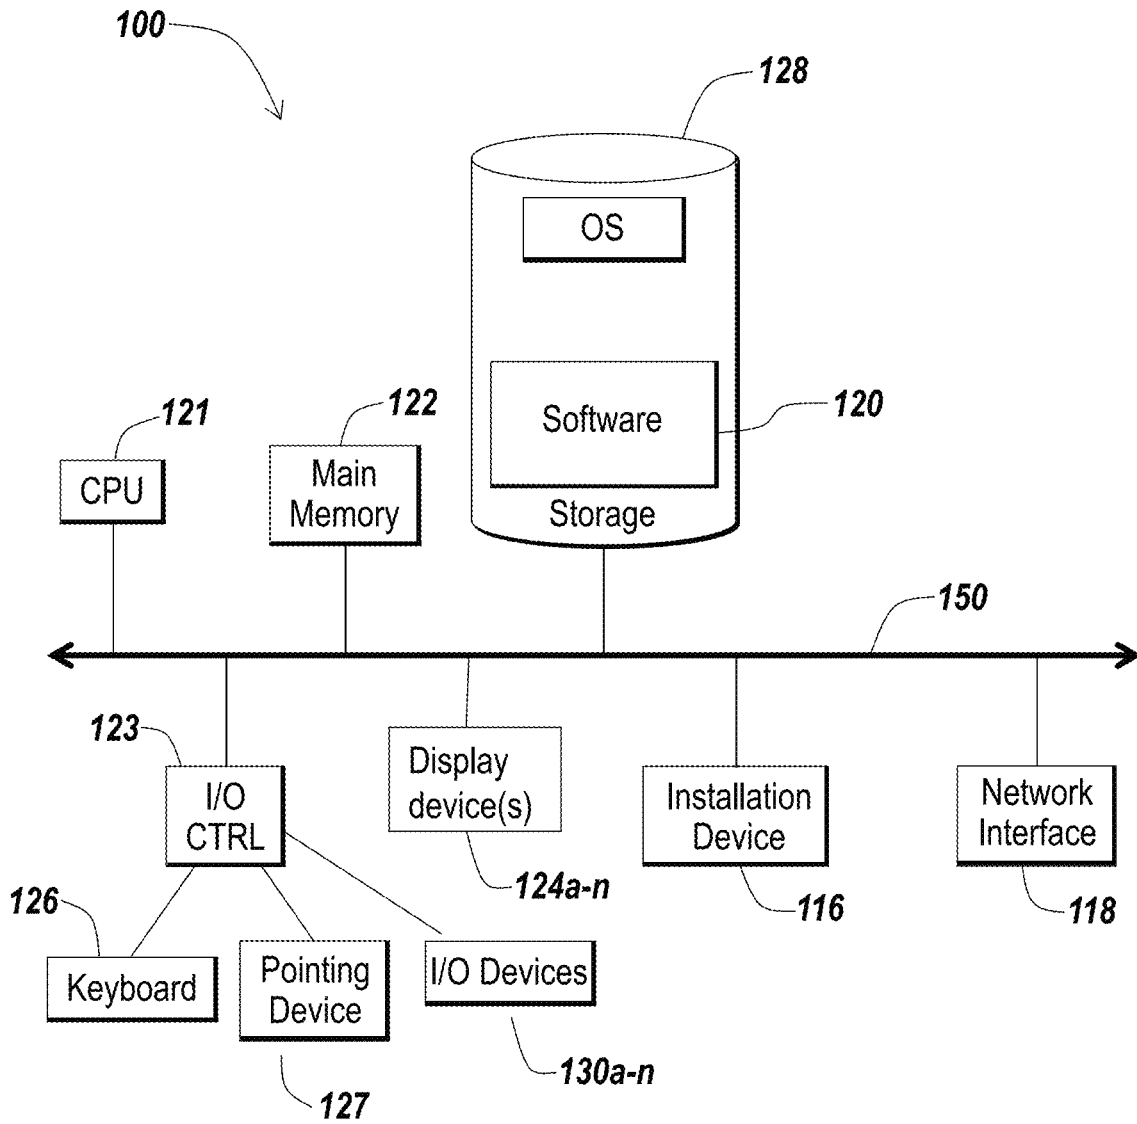 100
128
OS
121
122
120
CPU
Main
Memory
Software
Storage
150
123
I/O
CTRL
Display
device(s)
Installation
Device
Network
Interface
124a-n
116
118
126
127
130a-n
Keyboard
Pointing
Device
I/O Devices